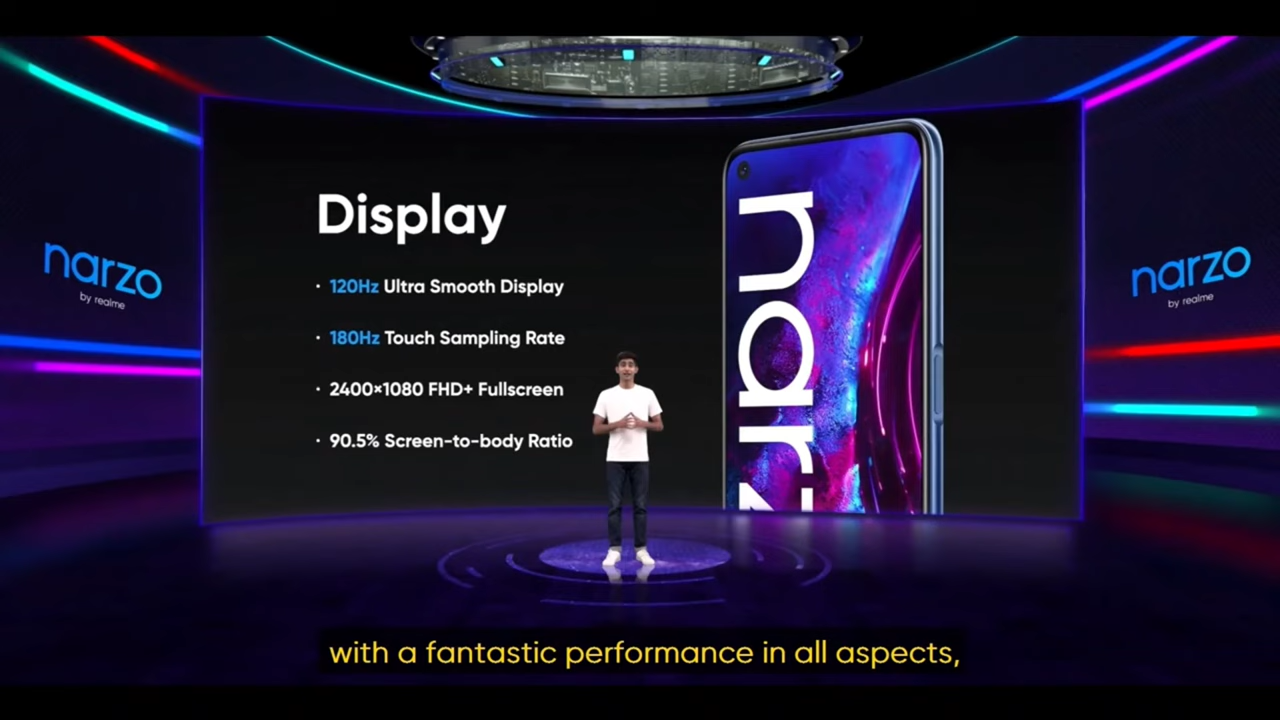 Display
· 120Hz Ultra Smooth Display
· 180Hz Touch Sampling Rate
· 2400×1080 FHD+ Fullscreen
· 90.5% Screen-to-body Ratio
narzo
by realme
narz
narzo
by realme
with a fantastic performance in all aspects,